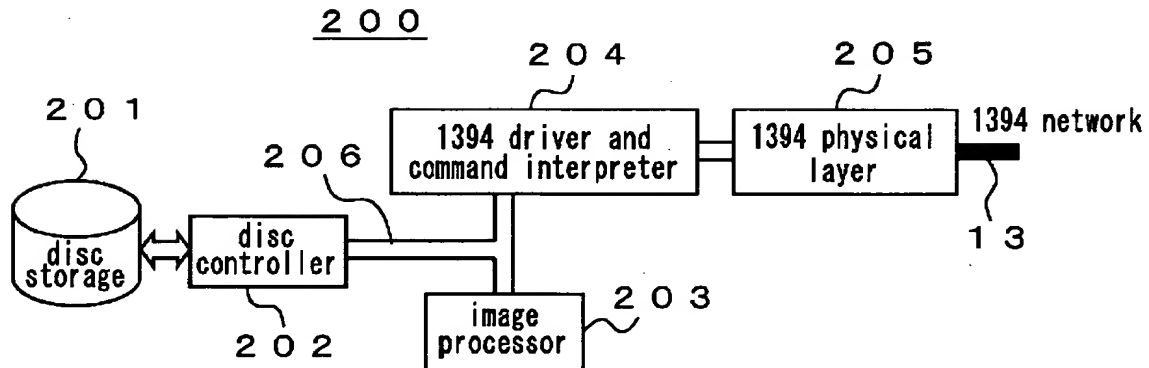 200
204
205
201
1394 network
206
1394 driver and
command interpreter
1394 physical
layer
disc
storage
disc
controller
13
203
image
processor
202